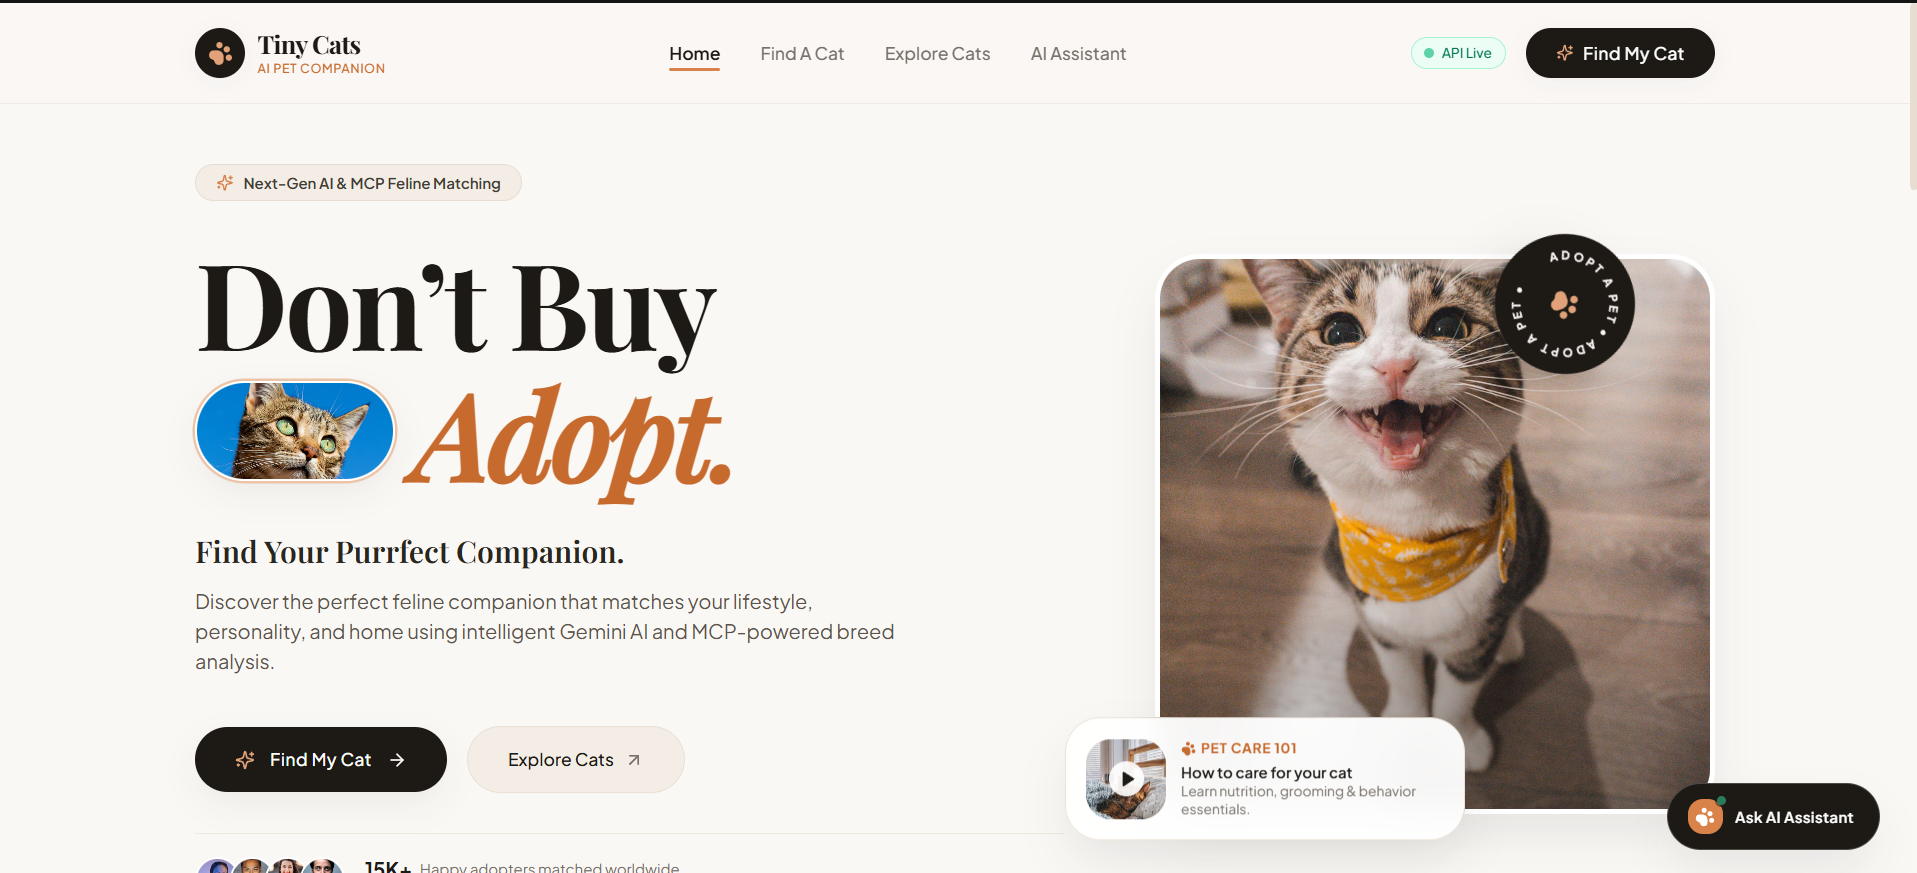 Tiny Cats
AI PET COMPANION
Home
Find A Cat
Explore Cats
AI Assistant
API Live
Find My Cat
Next-Gen AI & MCP Feline Matching
Don’t Buy
Adopt.
Find Your Purrfect Companion.
Discover the perfect feline companion that matches your lifestyle,
personality, and home using intelligent Gemini AI and MCP-powered breed
analysis.
Find My Cat
Explore Cats
15K+ Happy adopters matched worldwide
ADOPT A PET • ADOPT A PET •
PET CARE 101
How to care for your cat
Learn nutrition, grooming & behavior
essentials.
Ask AI Assistant